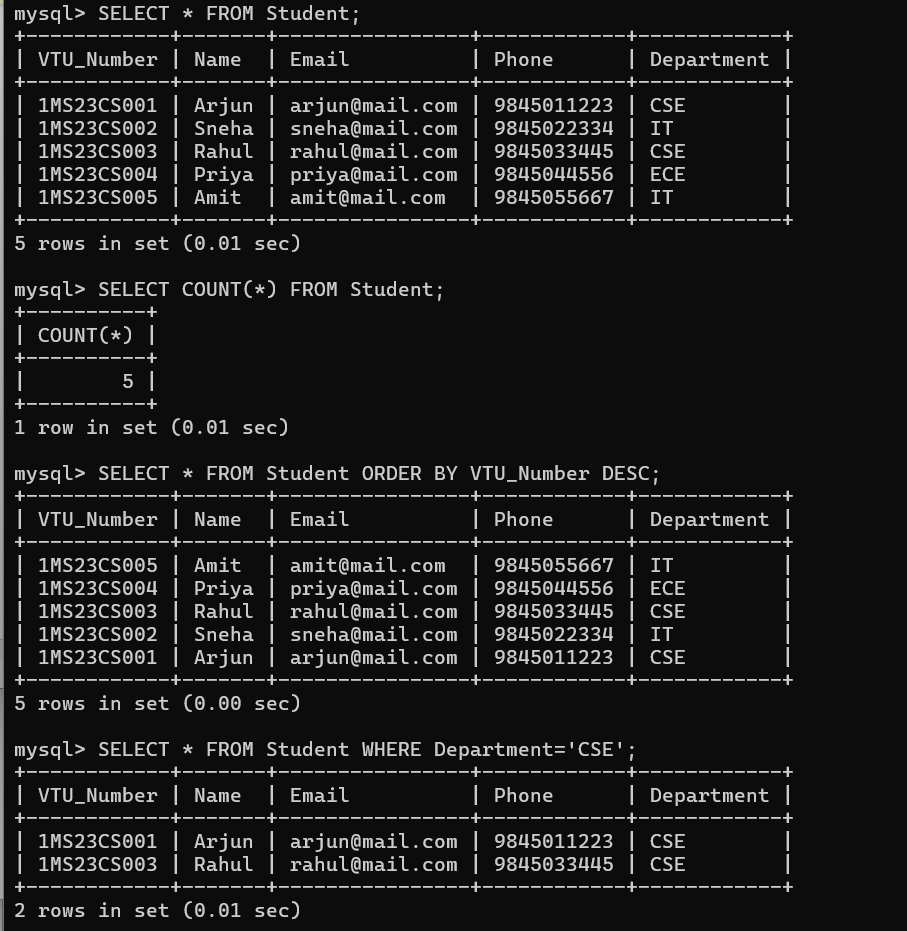 mysql> SELECT * FROM Student;
+------------+-------+----------------+------------+------------+
| VTU_Number | Name  | Email          | Phone      | Department |
+------------+-------+----------------+------------+------------+
| 1MS23CS001 | Arjun | arjun@mail.com | 9845011223 | CSE        |
| 1MS23CS002 | Sneha | sneha@mail.com | 9845022334 | IT         |
| 1MS23CS003 | Rahul | rahul@mail.com | 9845033445 | CSE        |
| 1MS23CS004 | Priya | priya@mail.com | 9845044556 | ECE        |
| 1MS23CS005 | Amit  | amit@mail.com  | 9845055667 | IT         |
+------------+-------+----------------+------------+------------+
5 rows in set (0.01 sec)

mysql> SELECT COUNT(*) FROM Student;
+----------+
| COUNT(*) |
+----------+
|        5 |
+----------+
1 row in set (0.01 sec)

mysql> SELECT * FROM Student ORDER BY VTU_Number DESC;
+------------+-------+----------------+------------+------------+
| VTU_Number | Name  | Email          | Phone      | Department |
+------------+-------+----------------+------------+------------+
| 1MS23CS005 | Amit  | amit@mail.com  | 9845055667 | IT         |
| 1MS23CS004 | Priya | priya@mail.com | 9845044556 | ECE        |
| 1MS23CS003 | Rahul | rahul@mail.com | 9845033445 | CSE        |
| 1MS23CS002 | Sneha | sneha@mail.com | 9845022334 | IT         |
| 1MS23CS001 | Arjun | arjun@mail.com | 9845011223 | CSE        |
+------------+-------+----------------+------------+------------+
5 rows in set (0.00 sec)

mysql> SELECT * FROM Student WHERE Department='CSE';
+------------+-------+----------------+------------+------------+
| VTU_Number | Name  | Email          | Phone      | Department |
+------------+-------+----------------+------------+------------+
| 1MS23CS001 | Arjun | arjun@mail.com | 9845011223 | CSE        |
| 1MS23CS003 | Rahul | rahul@mail.com | 9845033445 | CSE        |
+------------+-------+----------------+------------+------------+
2 rows in set (0.01 sec)